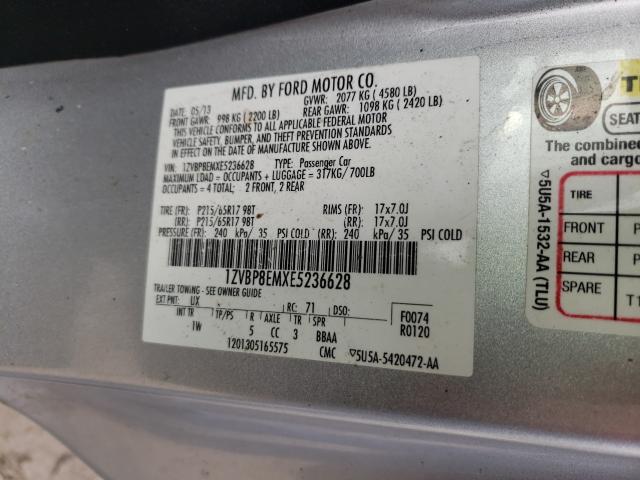 MFD. BY FORD MOTOR CO.
DATE: 05/13 GVWR: 2077 KG (4580 LB)
FRONT GAWR: 998 KG (2200 LB) REAR GAWR: 1098 KG (2420 LB)
THIS VEHICLE CONFORMS TO ALL APPLICABLE FEDERAL MOTOR
VEHICLE SAFETY, BUMPER, AND THEFT PREVENTION STANDARDS
IN EFFECT ON THE DATE OF MANUFACTURE SHOWN ABOVE.
VIN: 1ZVBP8EMXE5236628 TYPE: Passenger Car
MAXIMUM LOAD = OCCUPANTS + LUGGAGE = 317KG/700LB
OCCUPANTS = 4 TOTAL; 2 FRONT, 2 REAR
TIRE (FR): P215/65R17 98T RIMS (FR): 17x7.0J
(RR): P215/65R17 98T (RR): 17x7.0J
PRESSURE (FR): 240 kPa/ 35 PSI COLD (RR): 240 kPa/ 35 PSI COLD
1ZVBP8EMXE5236628
TRAILER TOWING - SEE OWNER GUIDE
EXT PNT: UX RC: 71 DSO: F0074
INT TR TP/PS R AXLE TR SPR R0120
1W 5 CC 3 BBAA
1201305165575 CMC ▽5U5A-5420472-AA
▽5U5A-1532-AA (TLU)
SEAT
The combined
and cargo
TIRE
FRONT P
REAR P
SPARE T1